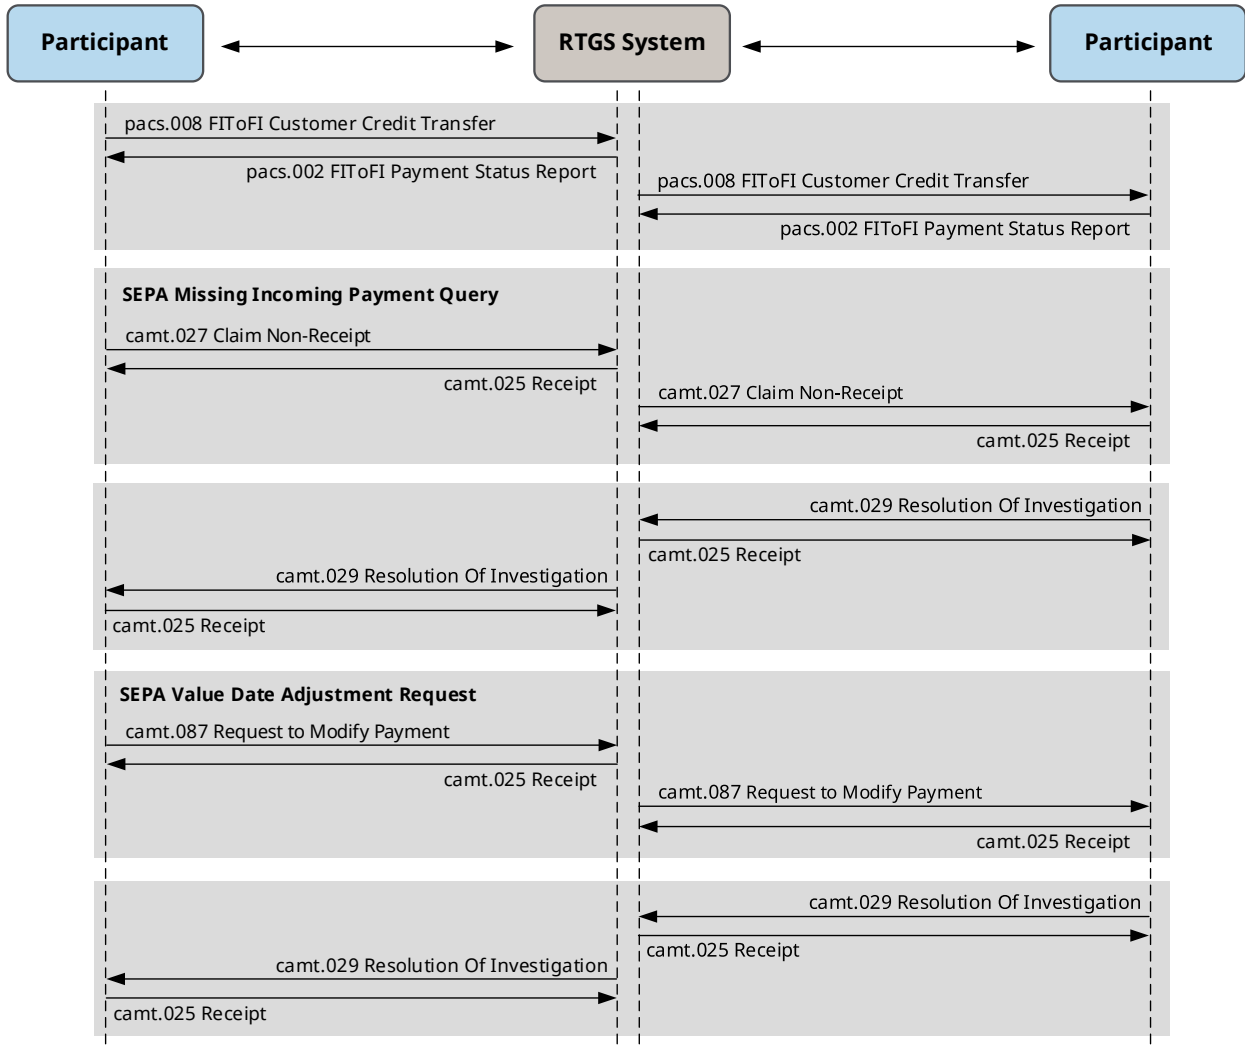 Participant
RTGS System
Participant
pacs.008 FIToFI Customer Credit Transfer
pacs.002 FIToFI Payment Status Report
pacs.008 FIToFI Customer Credit Transfer
pacs.002 FIToFI Payment Status Report
SEPA Missing Incoming Payment Query
camt.027 Claim Non-Receipt
camt.025 Receipt
camt.027 Claim Non-Receipt
camt.025 Receipt
camt.029 Resolution Of Investigation
camt.025 Receipt
camt.029 Resolution Of Investigation
camt.025 Receipt
SEPA Value Date Adjustment Request
camt.087 Request to Modify Payment
camt.025 Receipt
camt.087 Request to Modify Payment
camt.025 Receipt
camt.029 Resolution Of Investigation
camt.025 Receipt
camt.029 Resolution Of Investigation
camt.025 Receipt